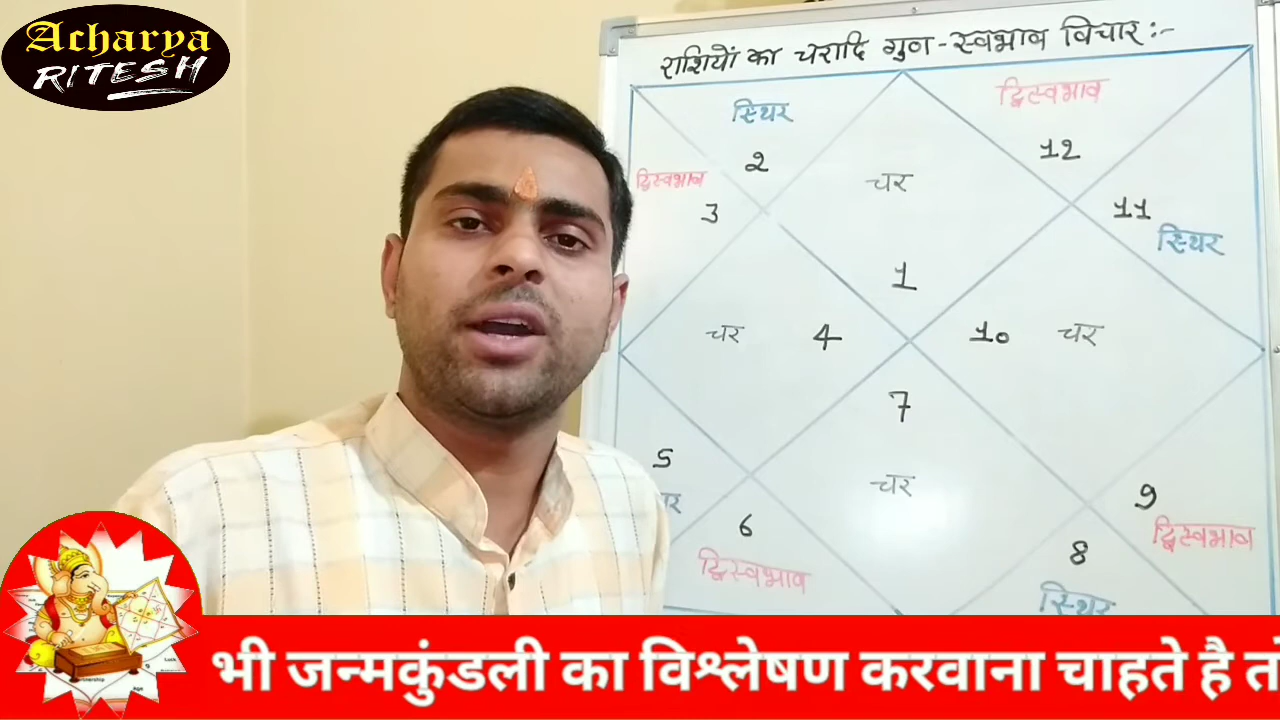 Acharya
RITESH
राशियों का चरादि गुण-स्वभाव विचार:-
स्थिर
द्विस्वभाव
2
12
द्विस्वभाव
चर
3
11
स्थिर
1
चर
4
10
चर
7
5
चर
9
6
द्विस्वभाव
8
द्विस्वभाव
स्थिर
भी जन्मकुंडली का विश्लेषण करवाना चाहते है